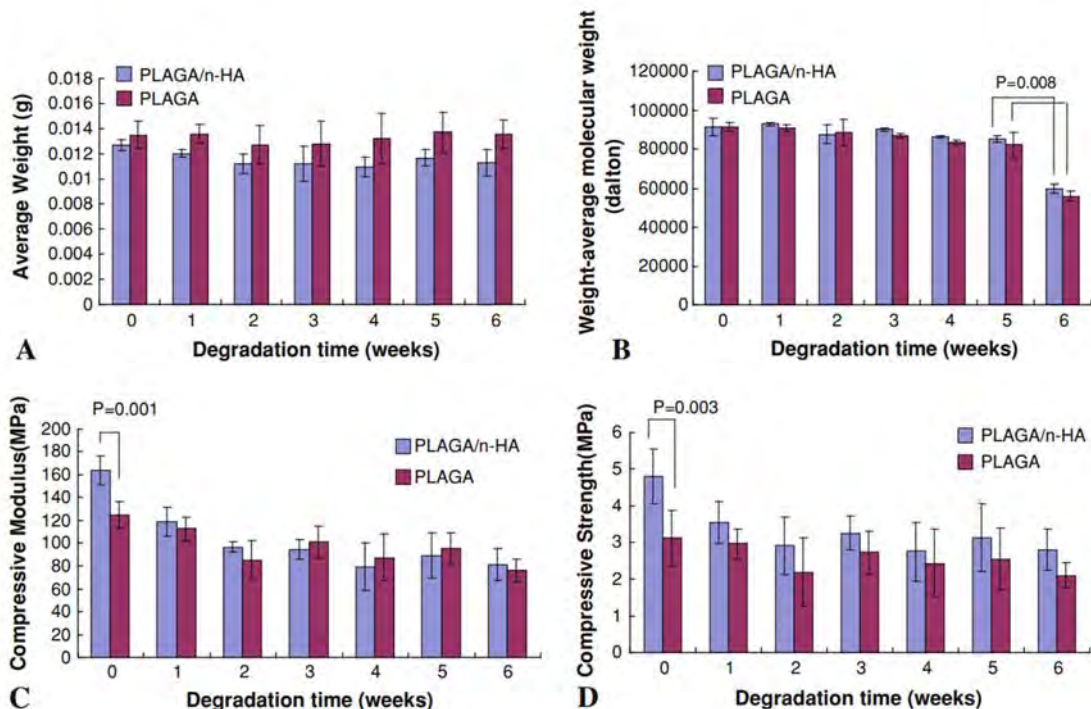 PLAGA/n-HA
PLAGA
Average Weight (g)
0.018
0.016
0.014
0.012
0.01
0.008
0.006
0.004
0.002
0
0 1 2 3 4 5 6
Degradation time (weeks)
A
PLAGA/n-HA
PLAGA
P=0.008
Weight-average molecular weight
(dalton)
120000
100000
80000
60000
40000
20000
0
0 1 2 3 4 5 6
Degradation time (weeks)
B
P=0.001
PLAGA/n-HA
PLAGA
Compressive Modulus(MPa)
200
180
160
140
120
100
80
60
40
20
0
0 1 2 3 4 5 6
Degradation time (weeks)
C
P=0.003
PLAGA/n-HA
PLAGA
Compressive Strength(MPa)
6
5
4
3
2
1
0
0 1 2 3 4 5 6
Degradation time (weeks)
D